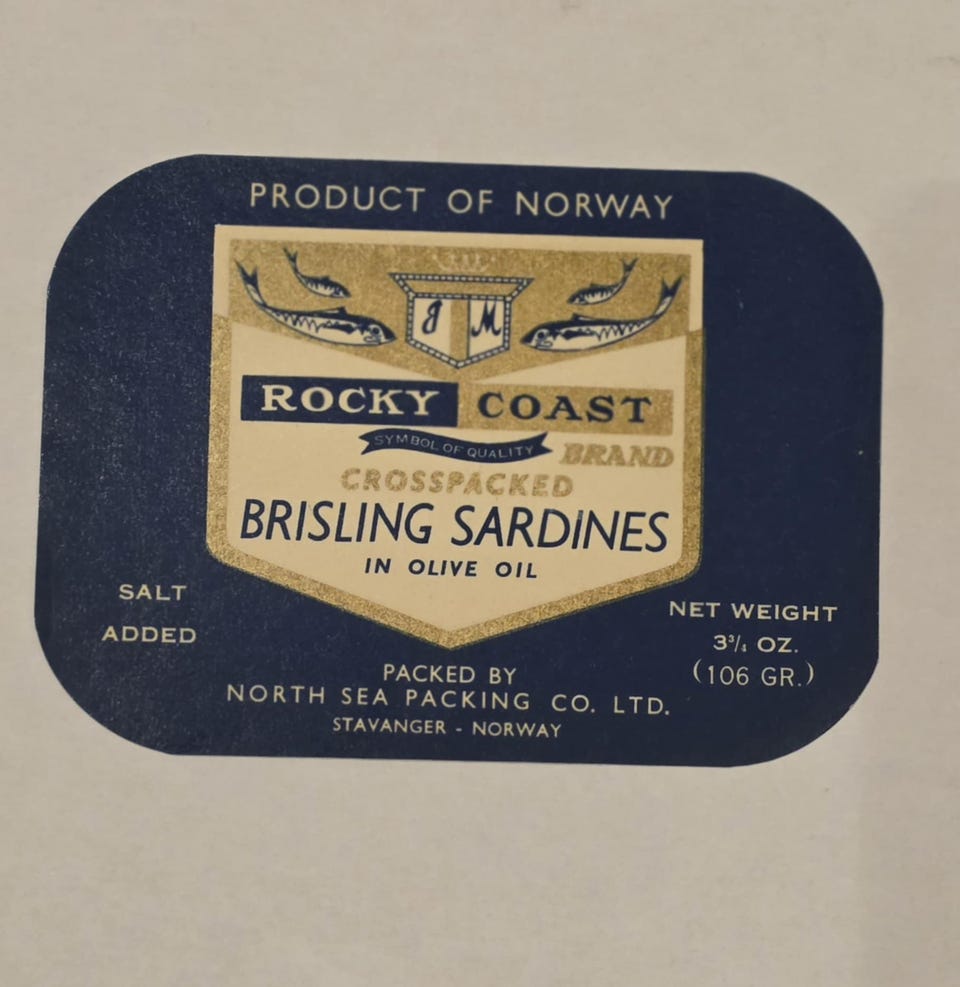 PRODUCT OF NORWAY
J M
ROCKY COAST
SYMBOL OF QUALITY
BRAND
CROSSPACKED
BRISLING SARDINES
IN OLIVE OIL
SALT
ADDED
NET WEIGHT
3¾ OZ.
(106 GR.)
PACKED BY
NORTH SEA PACKING CO. LTD.
STAVANGER - NORWAY